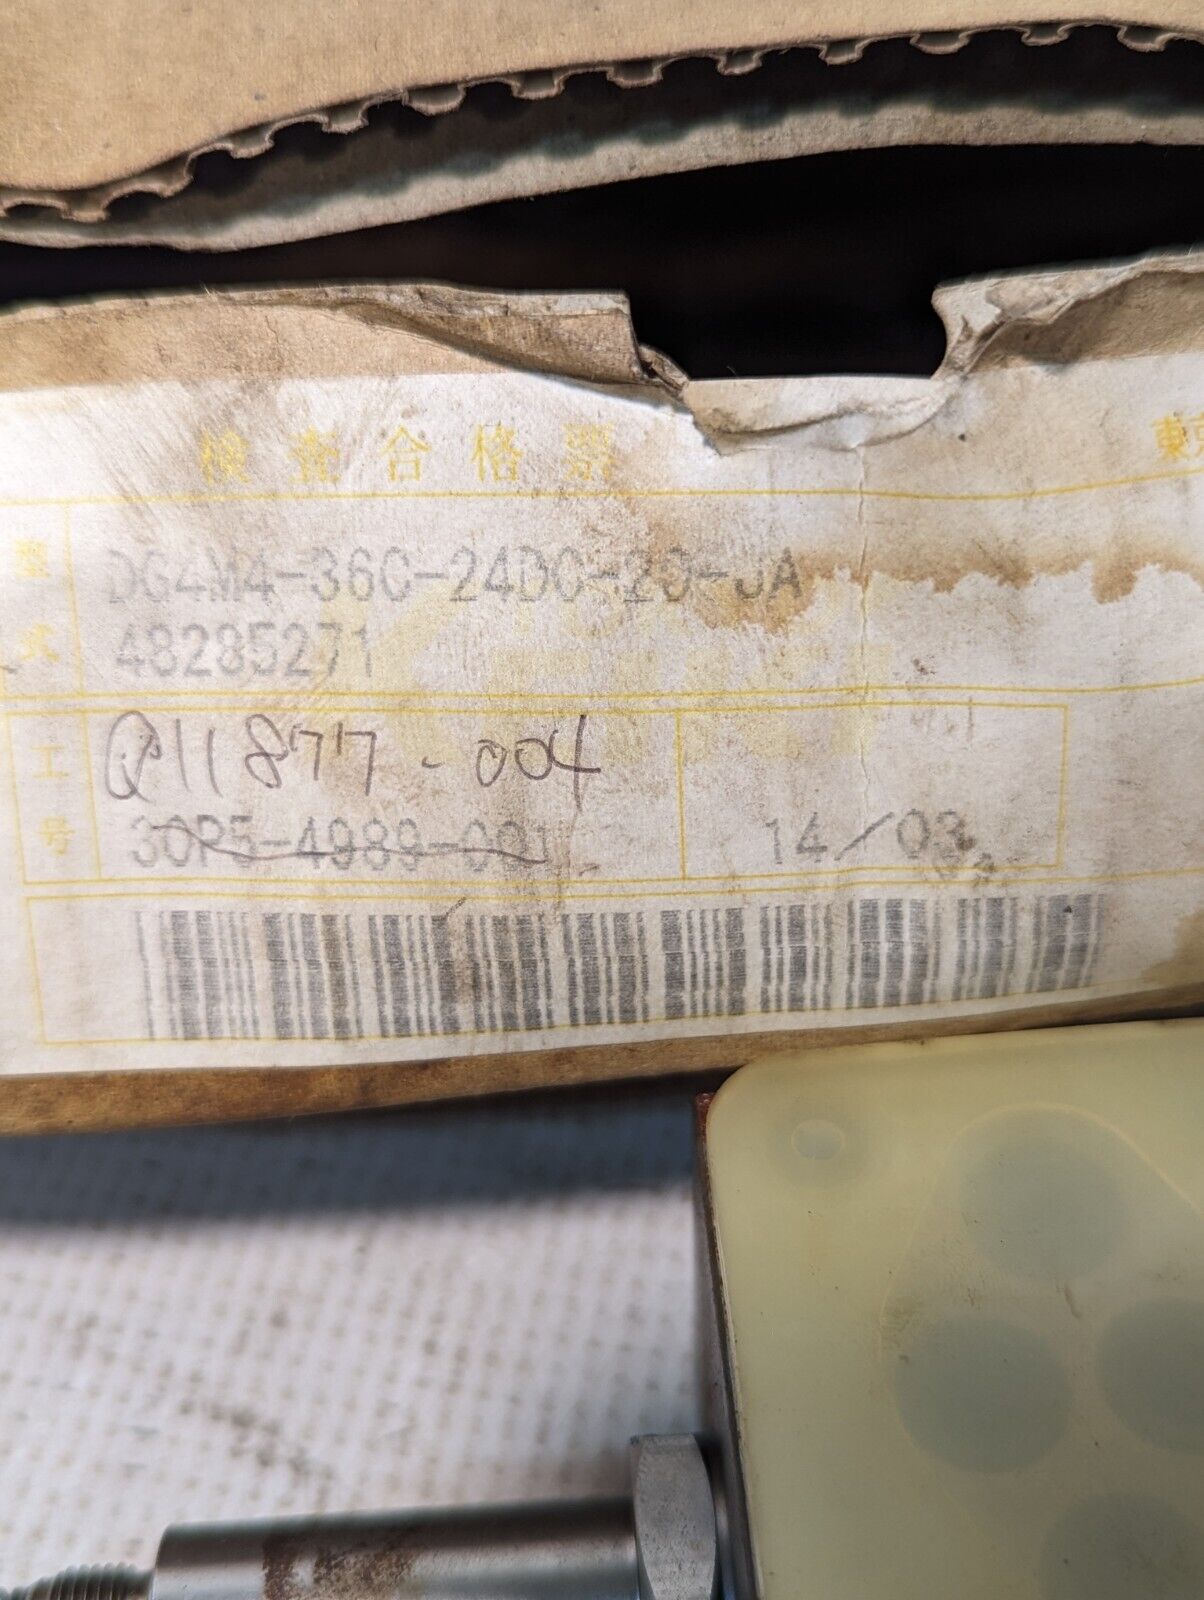 検査合格票
東
型式
DG4M4-36C-24DC-20-JA
48285271
工号
Q11877-004
30P5-4989-001
14/03